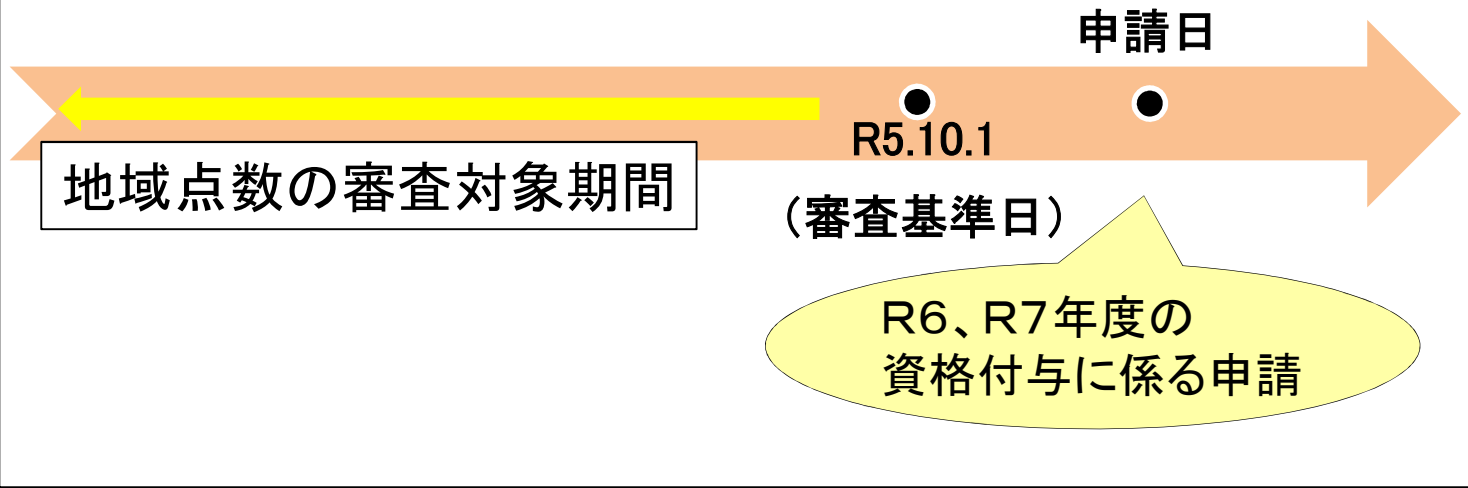 申請日
R5.10.1
地域点数の審査対象期間
（審査基準日）
Ｒ６、Ｒ７年度の
資格付与に係る申請